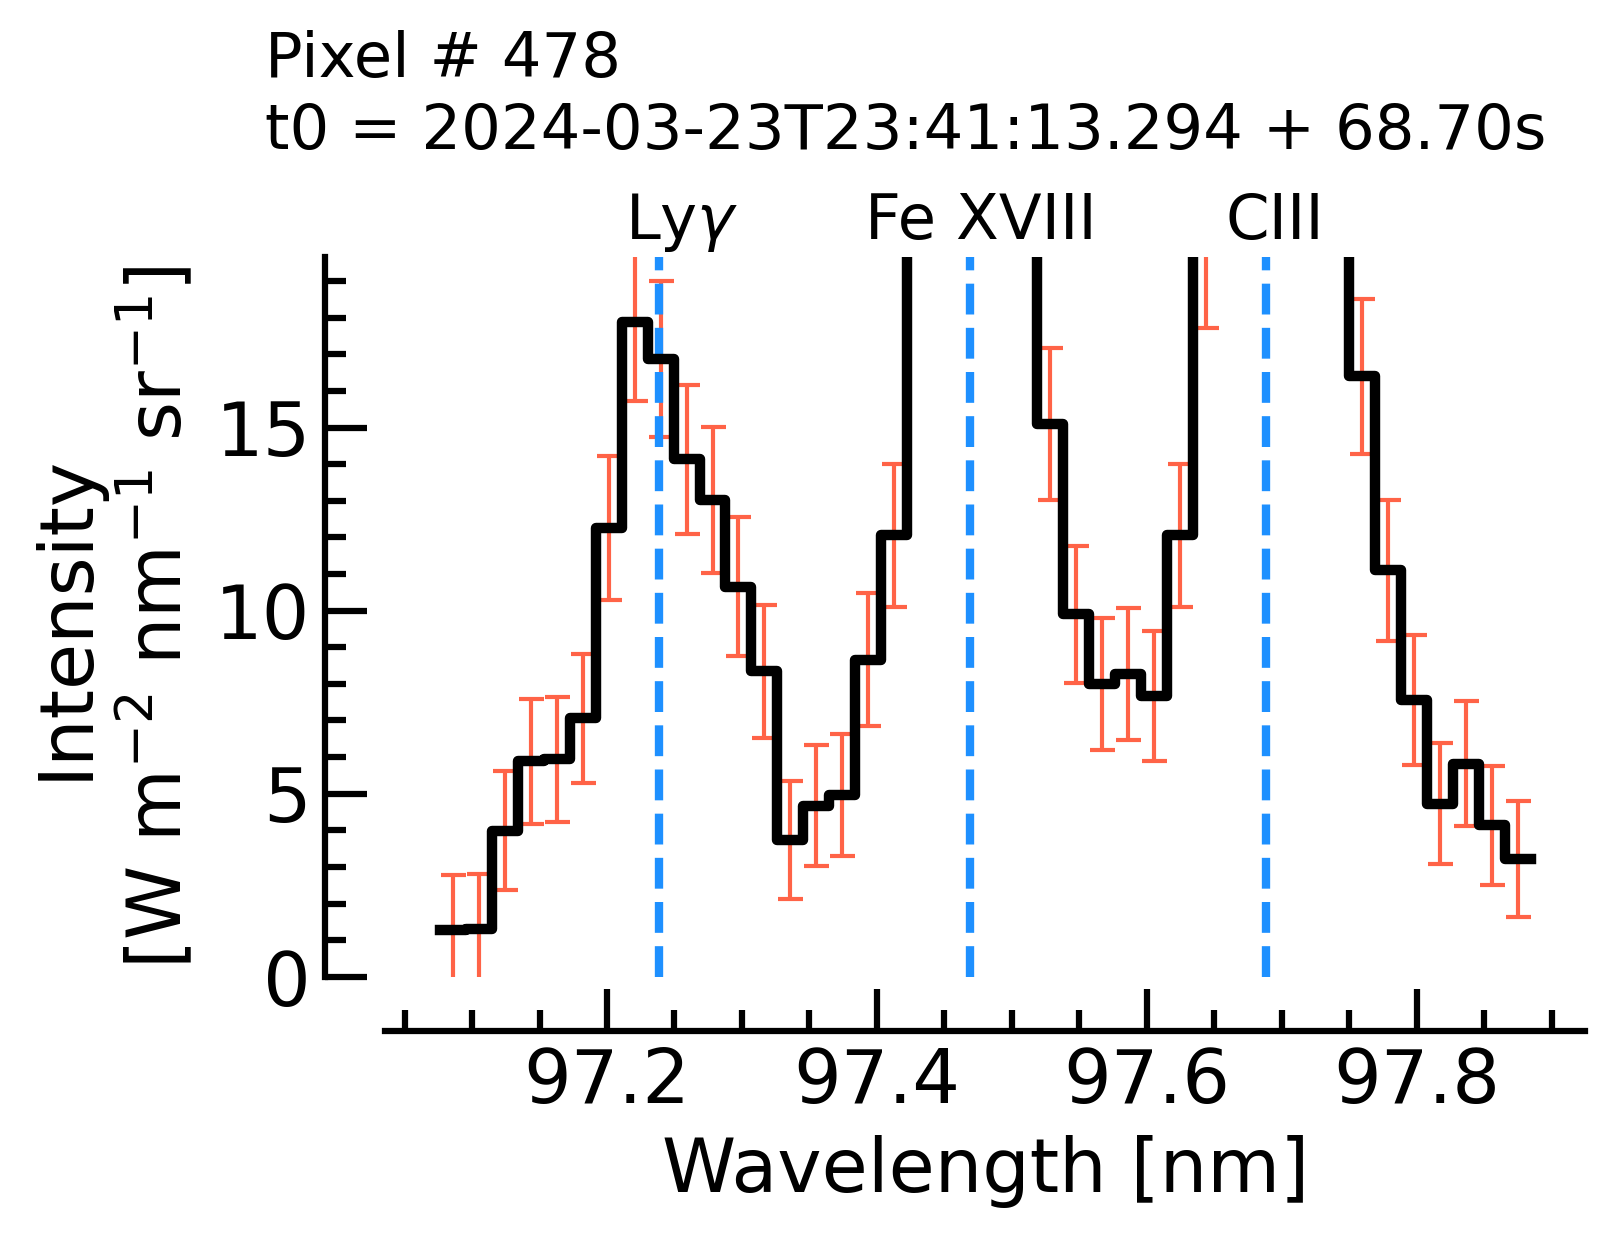 Pixel # 478
t0 = 2024-03-23T23:41:13.294 + 68.70s
Lyγ Fe XVIII CIII
Intensity
[W m⁻² nm⁻¹ sr⁻¹]
15
10
5
0
97.2 97.4 97.6 97.8
Wavelength [nm]